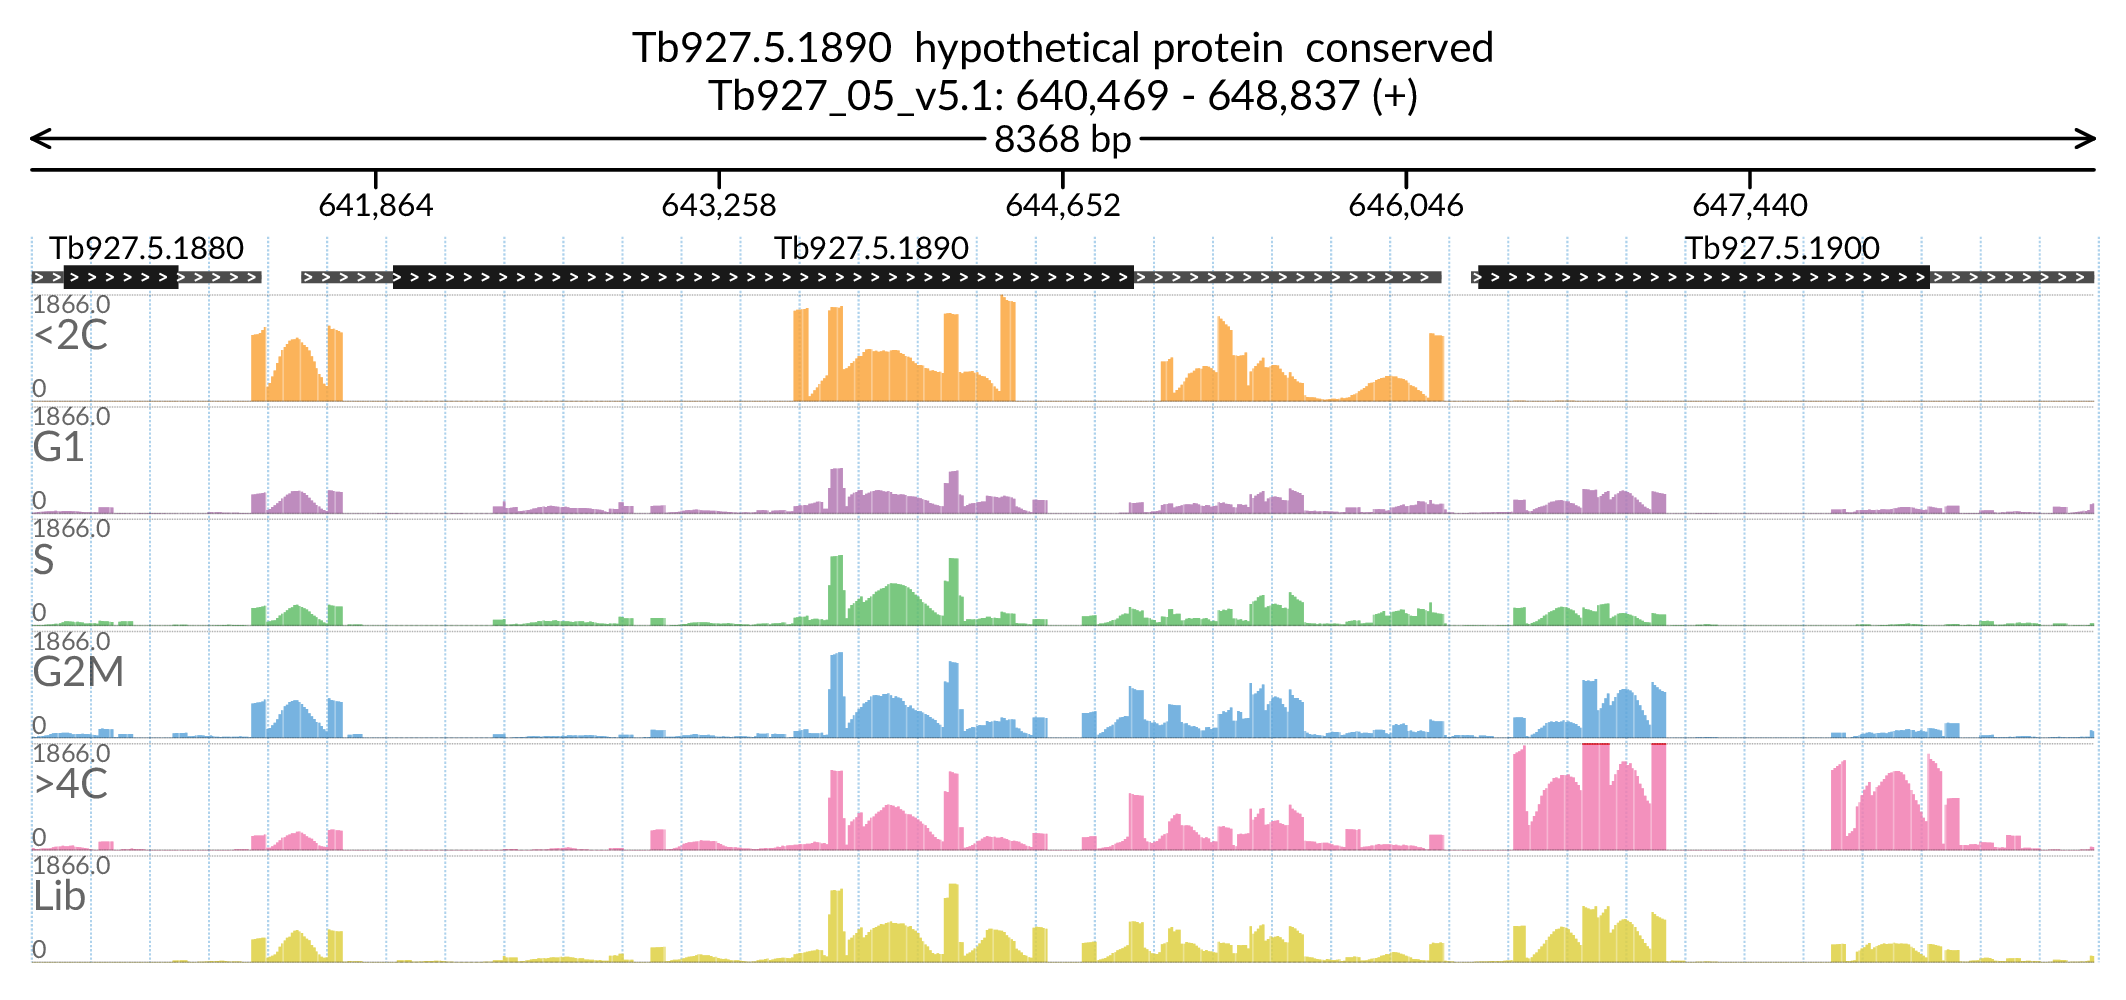 Tb927.5.1890  hypothetical protein  conserved
Tb927_05_v5.1: 640,469 - 648,837 (+)
8368 bp
641,864 643,258 644,652 646,046 647,440
Tb927.5.1880 Tb927.5.1890 Tb927.5.1900
1866.0
<2C
0
1866.0
G1
0
1866.0
S
0
1866.0
G2M
0
1866.0
>4C
0
1866.0
Lib
0